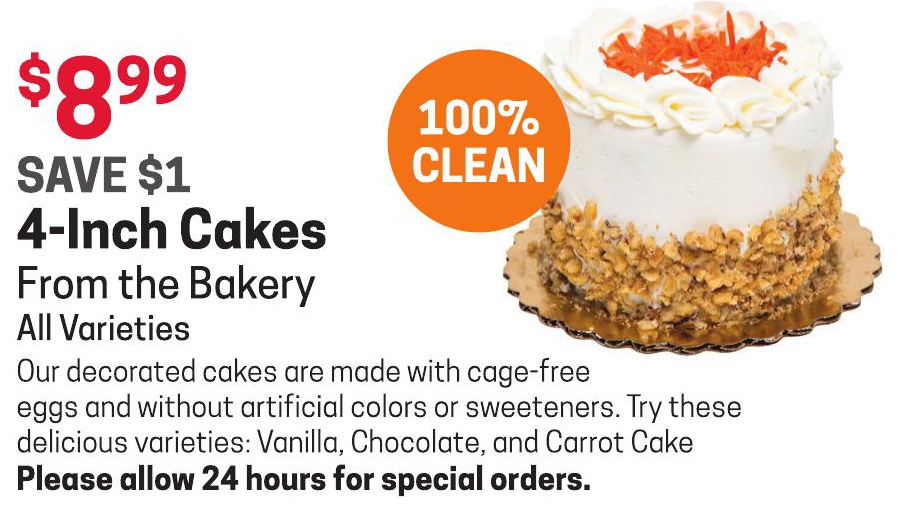 $8.99
SAVE $1
4-Inch Cakes
From the Bakery
All Varieties
100%
CLEAN
Our decorated cakes are made with cage-free
eggs and without artificial colors or sweeteners. Try these
delicious varieties: Vanilla, Chocolate, and Carrot Cake
Please allow 24 hours for special orders.